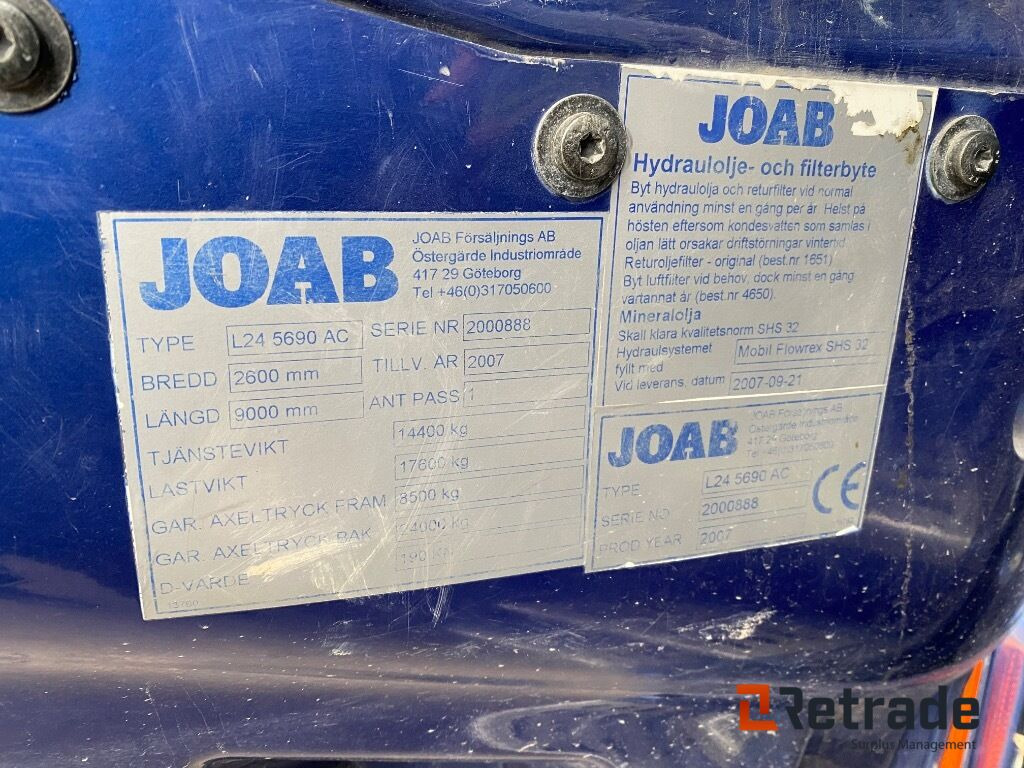 JOAB
JOAB Försäljnings AB
Östergärde Industriområde
417 29 Göteborg
Tel +46(0)317050600
TYPE L24 5690 AC SERIE NR 2000888
BREDD 2600 mm TILLV. ÅR 2007
LÄNGD 9000 mm ANT PASS 1
TJÄNSTEVIKT 14400 kg
LASTVIKT 17600 kg
GAR. AXELTRYCK FRAM 8500 kg
GAR. AXELTRYCK BAK 24000 kg
D-VÄRDE 190 KN
13760
JOAB
Hydraulolje- och filterbyte
Byt hydraulolja och returfilter vid normal
användning minst en gång per år. Helst på
hösten eftersom kondesvatten som samlas i
oljan lätt orsakar driftstörningar vintertid.
Returoljefilter - original (best.nr 1651)
Byt luftfilter vid behov, dock minst en gång
vartannat år (best.nr 4650).
Mineralolja
Skall klara kvalitetsnorm SHS 32
Hydraulsystemet
fyllt med Mobil Flowrex SHS 32
Vid leverans, datum 2007-09-21
JOAB
JOAB Försäljnings AB
Östergärde Industriområde
417 29 Göteborg
Tel +46(0)317050600
TYPE L24 5690 AC
SERIE NO 2000888
PROD YEAR 2007
CE
Retrade
Surplus Management